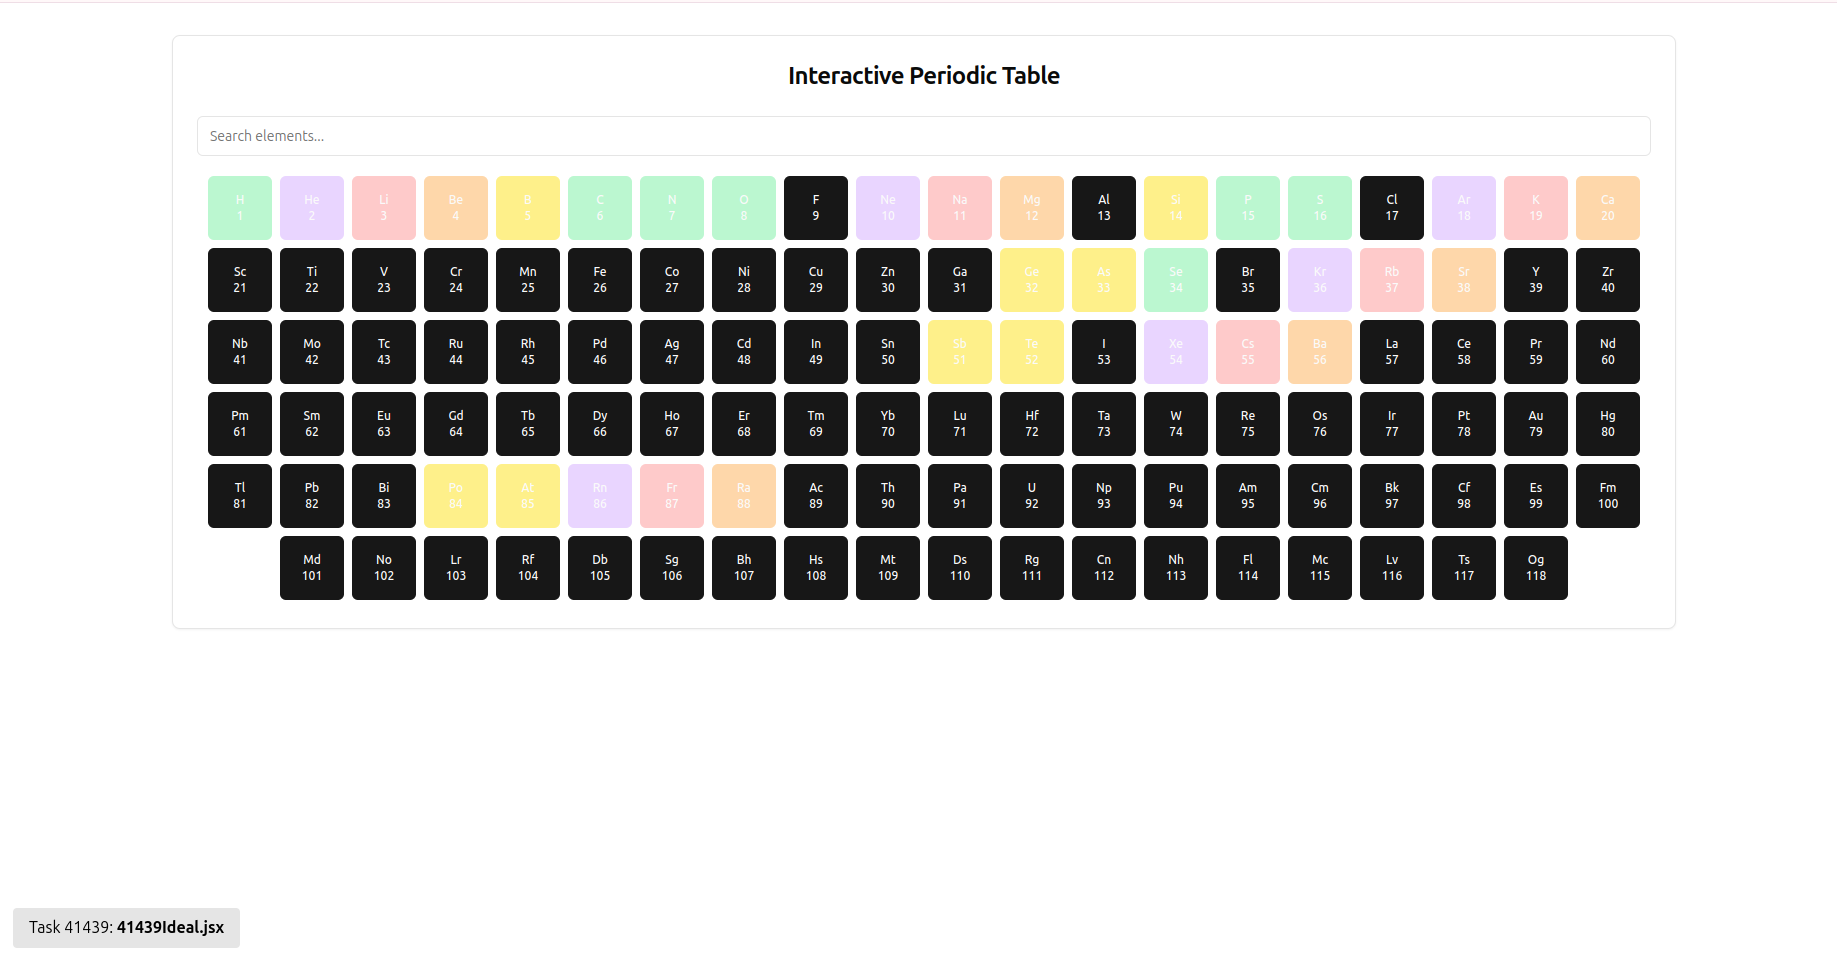 Interactive Periodic Table
Search elements...
H He Li Be B C N O F Ne Na Mg Al Si P S Cl Ar K Ca
1 2 3 4 5 6 7 8 9 10 11 12 13 14 15 16 17 18 19 20
Sc Ti V Cr Mn Fe Co Ni Cu Zn Ga Ge As Se Br Kr Rb Sr Y Zr
21 22 23 24 25 26 27 28 29 30 31 32 33 34 35 36 37 38 39 40
Nb Mo Tc Ru Rh Pd Ag Cd In Sn Sb Te I Xe Cs Ba La Ce Pr Nd
41 42 43 44 45 46 47 48 49 50 51 52 53 54 55 56 57 58 59 60
Pm Sm Eu Gd Tb Dy Ho Er Tm Yb Lu Hf Ta W Re Os Ir Pt Au Hg
61 62 63 64 65 66 67 68 69 70 71 72 73 74 75 76 77 78 79 80
Tl Pb Bi Po At Rn Fr Ra Ac Th Pa U Np Pu Am Cm Bk Cf Es Fm
81 82 83 84 85 86 87 88 89 90 91 92 93 94 95 96 97 98 99 100
Md No Lr Rf Db Sg Bh Hs Mt Ds Rg Cn Nh Fl Mc Lv Ts Og
101 102 103 104 105 106 107 108 109 110 111 112 113 114 115 116 117 118
Task 41439: 41439Ideal.jsx